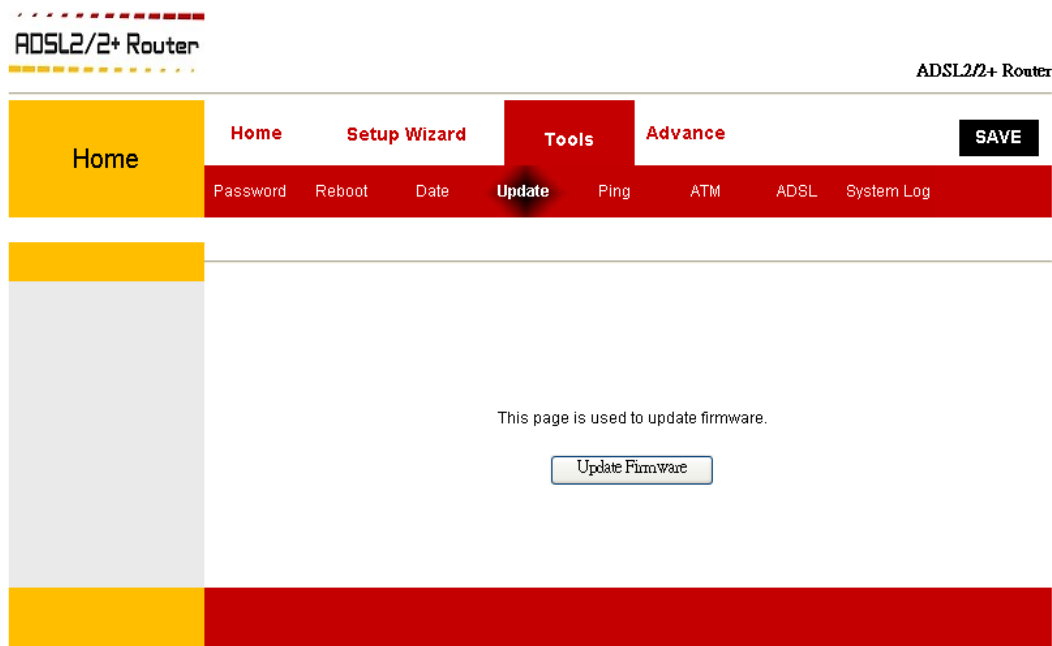 ADSL2/2+ Router
ADSL2/2+ Router
Home
Home Setup Wizard Tools Advance SAVE
Password Reboot Date Update Ping ATM ADSL System Log
This page is used to update firmware.
Update Firmware